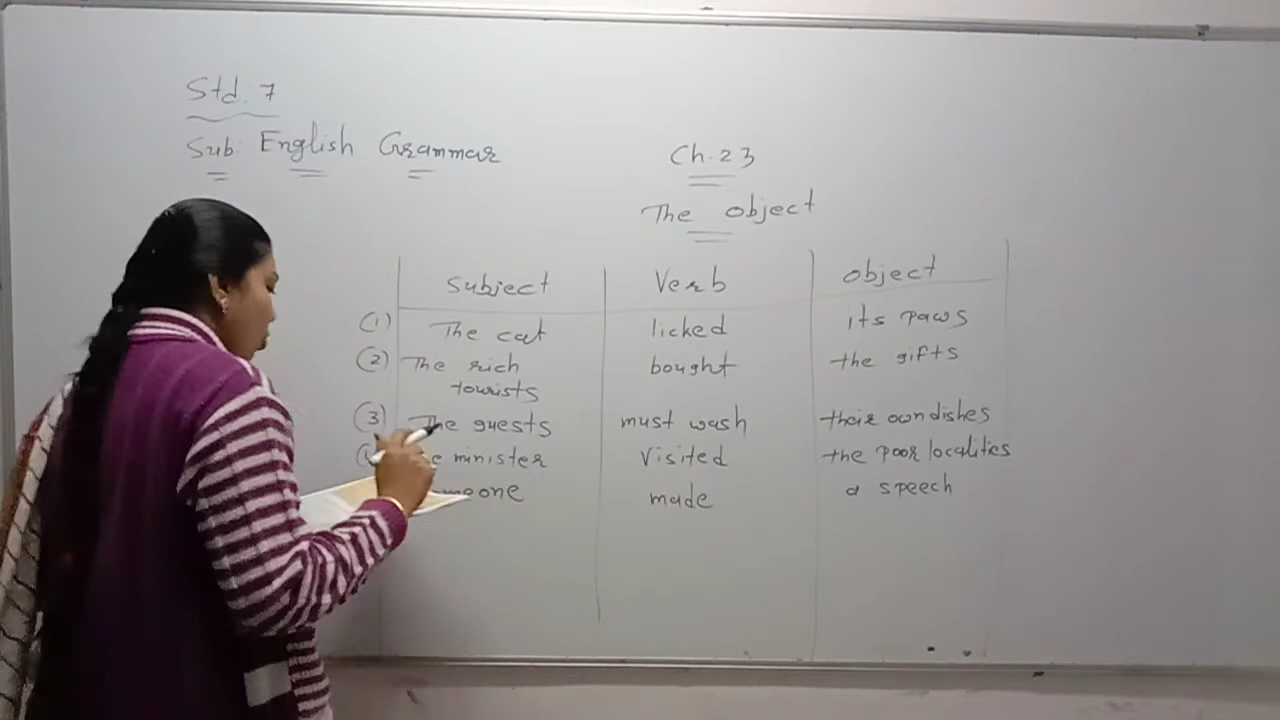 Std. 7
Sub: English Grammar
Ch. 23
The object
Subject Verb object
(1) The cat licked its paws
(2) The rich tourists bought the gifts
(3) The guests must wash their own dishes
minister visited the poor localities
made a speech